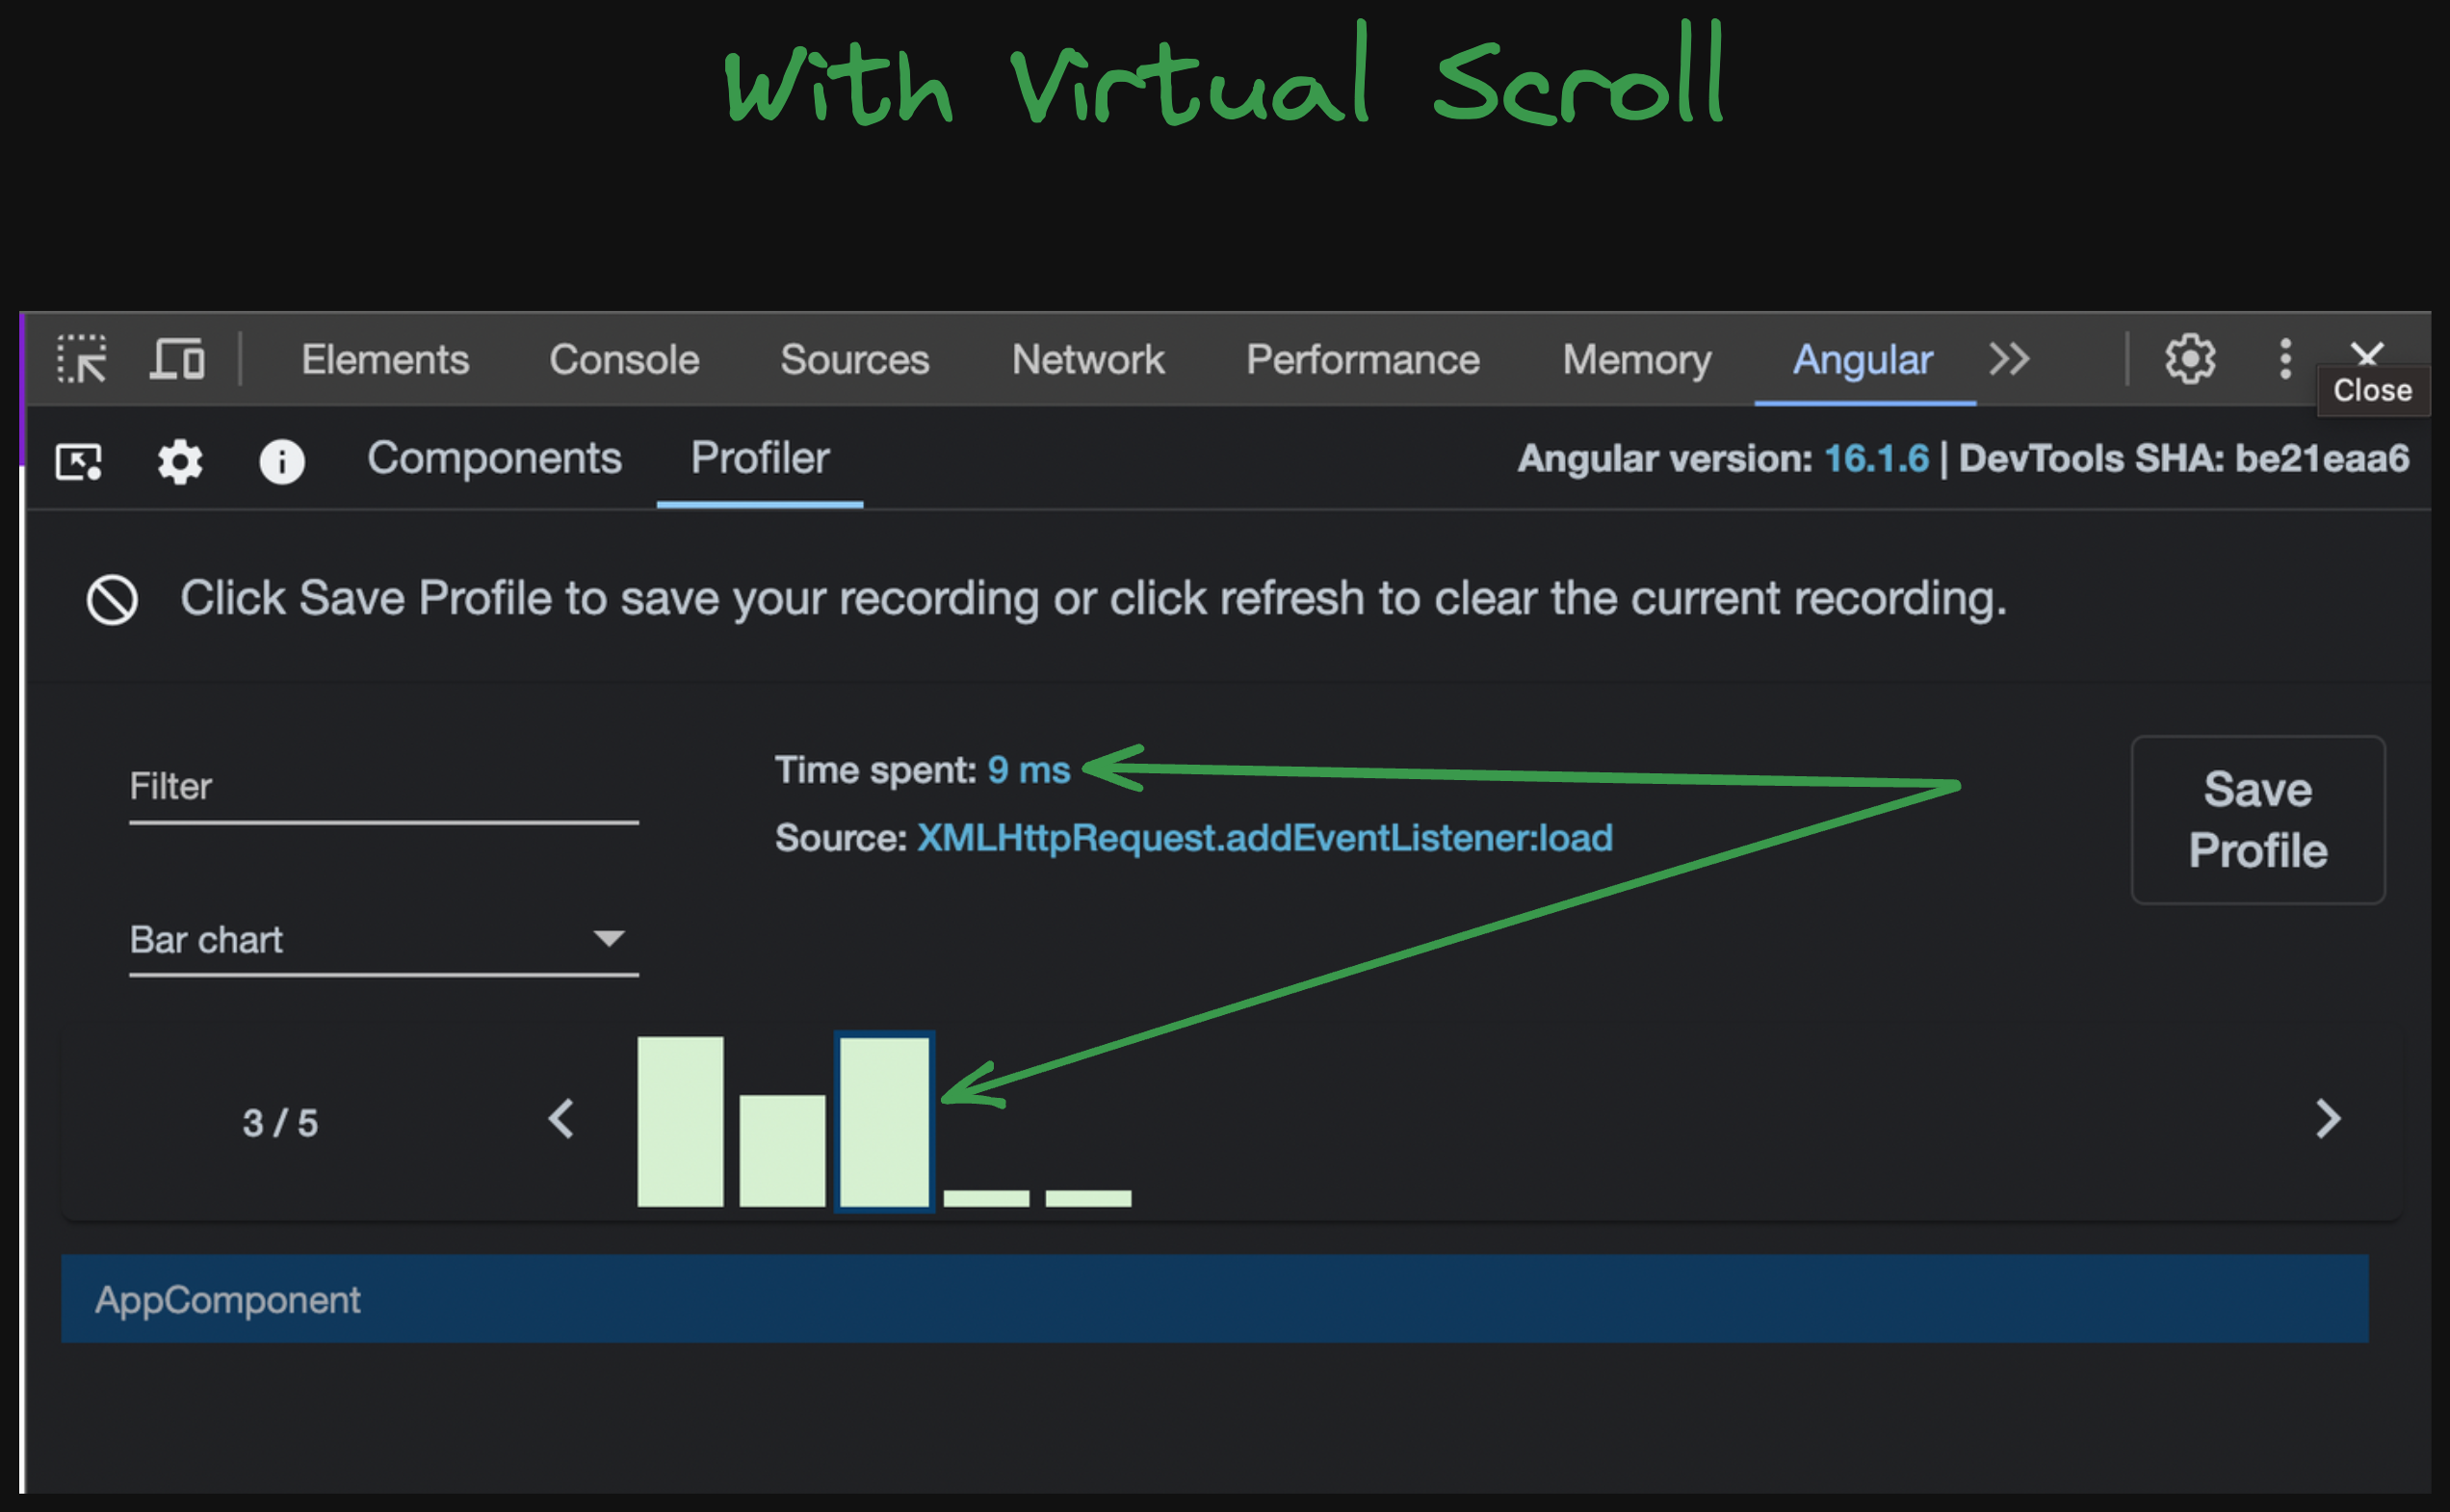 With Virtual Scroll
Elements Console Sources Network Performance Memory Angular
Close
Components Profiler Angular version: 16.1.6 | DevTools SHA: be21eaa6
Click Save Profile to save your recording or click refresh to clear the current recording.
Filter
Time spent: 9 ms
Source: XMLHttpRequest.addEventListener:load
Save
Profile
Bar chart
3 / 5
AppComponent